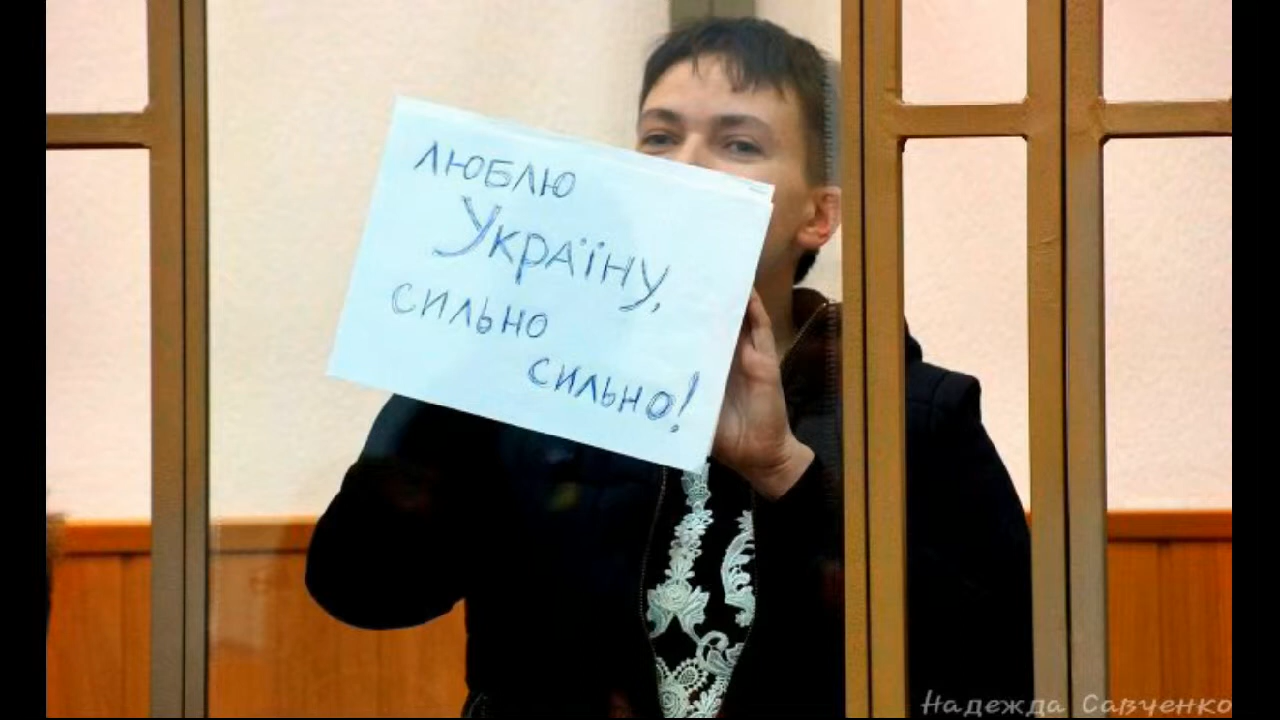 люблю
Україну,
сильно
сильно!
Надежда Савченко